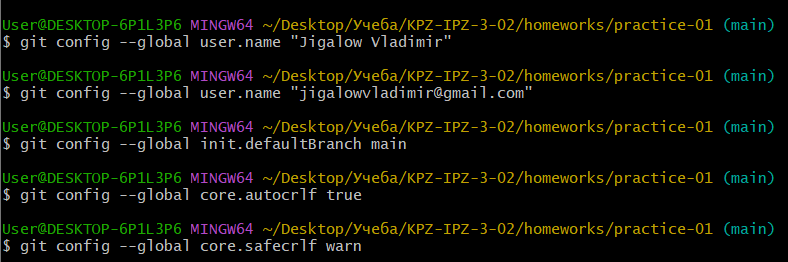 User@DESKTOP-6P1L3P6 MINGW64 ~/Desktop/Учеба/KPZ-IPZ-3-02/homeworks/practice-01 (main)
$ git config --global user.name "Jigalow Vladimir"
User@DESKTOP-6P1L3P6 MINGW64 ~/Desktop/Учеба/KPZ-IPZ-3-02/homeworks/practice-01 (main)
$ git config --global user.name "jigalowvladimir@gmail.com"
User@DESKTOP-6P1L3P6 MINGW64 ~/Desktop/Учеба/KPZ-IPZ-3-02/homeworks/practice-01 (main)
$ git config --global init.defaultBranch main
User@DESKTOP-6P1L3P6 MINGW64 ~/Desktop/Учеба/KPZ-IPZ-3-02/homeworks/practice-01 (main)
$ git config --global core.autocrlf true
User@DESKTOP-6P1L3P6 MINGW64 ~/Desktop/Учеба/KPZ-IPZ-3-02/homeworks/practice-01 (main)
$ git config --global core.safecrlf warn